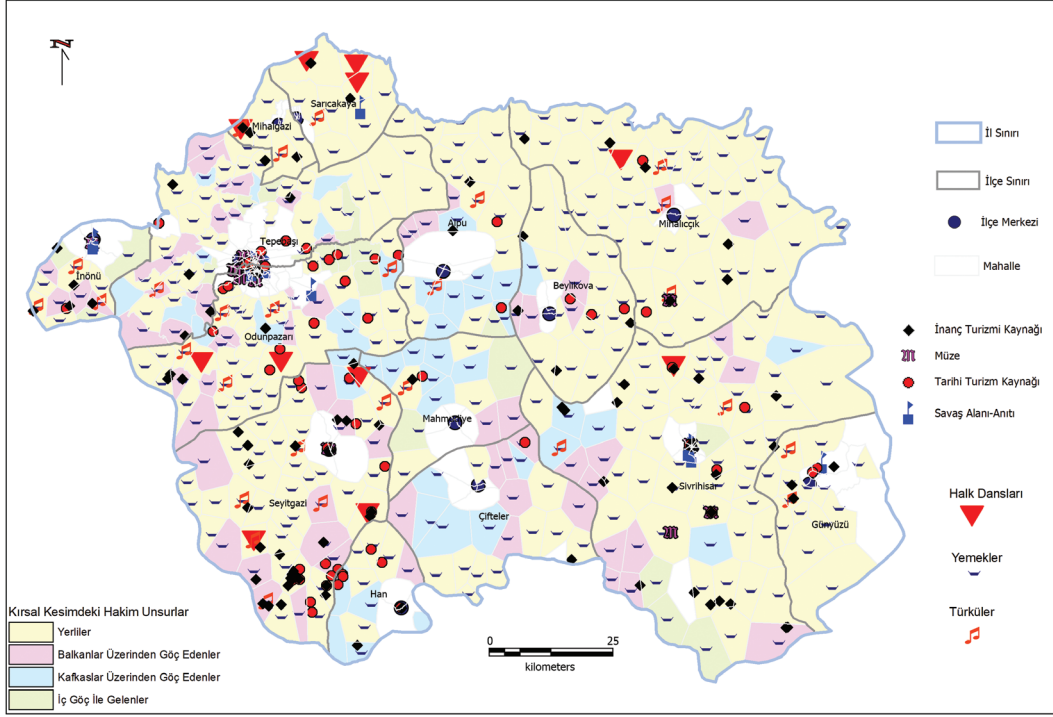 N
Sarıcakaya
Mihalgazi
Alpu
Mihalıççık
Tepebaşı
İnönü
Beylikova
Odunpazarı
Mahmudiye
Sivrihisar
Seyitgazi
Çifteler
Günyüzü
Han
İl Sınırı
İlçe Sınırı
İlçe Merkezi
Mahalle
İnanç Turizmi Kaynağı
Müze
Tarihi Turizm Kaynağı
Savaş Alanı-Anıtı
Halk Dansları
Yemekler
Türküler
Kırsal Kesimdeki Hakim Unsurlar
Yerliler
Balkanlar Üzerinden Göç Edenler
Kafkaslar Üzerinden Göç Edenler
İç Göç İle Gelenler
0 25
kilometers